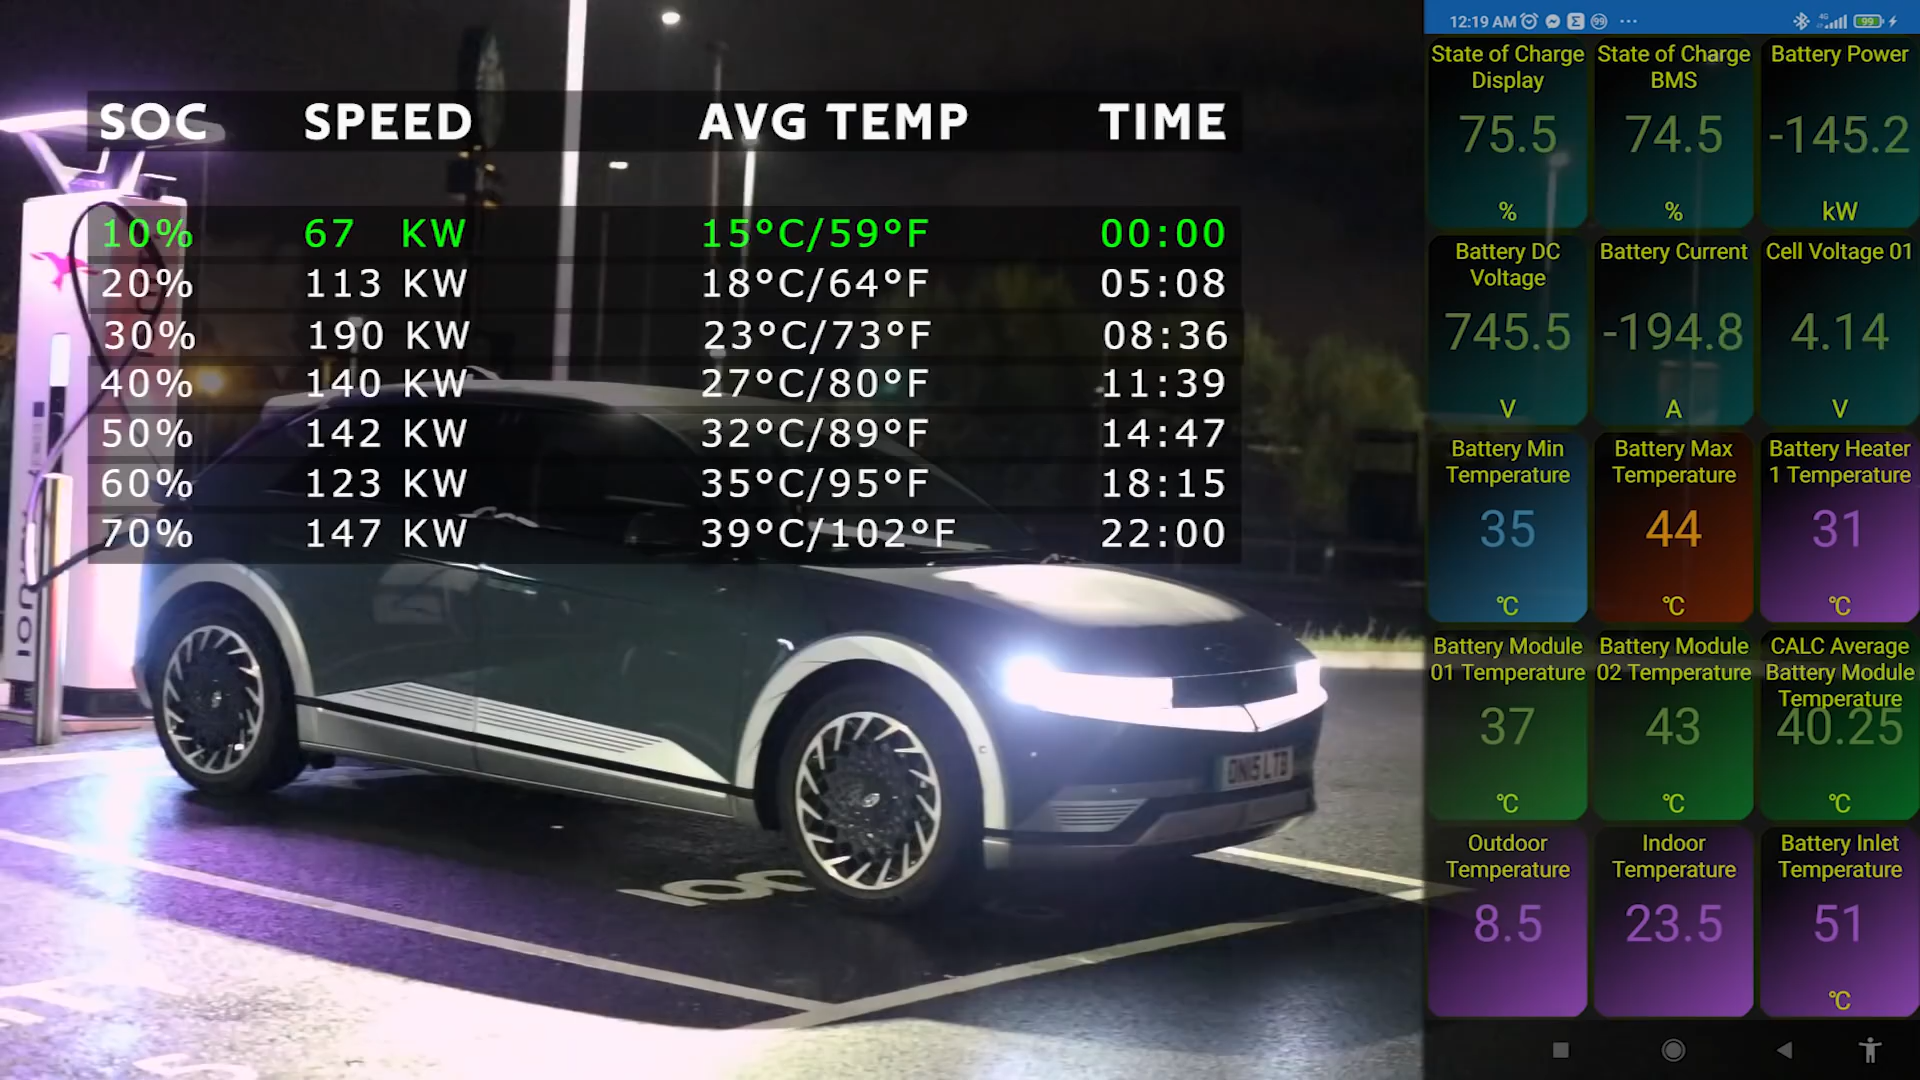 SOC SPEED AVG TEMP TIME
10% 67 KW 15°C/59°F 00:00
20% 113 KW 18°C/64°F 05:08
30% 190 KW 23°C/73°F 08:36
40% 140 KW 27°C/80°F 11:39
50% 142 KW 32°C/89°F 14:47
60% 123 KW 35°C/95°F 18:15
70% 147 KW 39°C/102°F 22:00
DN15 LTB
12:19 AM 99 ... 4G 99
State of Charge Display
75.5
%
State of Charge BMS
74.5
%
Battery Power
-145.2
kW
Battery DC Voltage
745.5
V
Battery Current
-194.8
A
Cell Voltage 01
4.14
V
Battery Min Temperature
35
°C
Battery Max Temperature
44
°C
Battery Heater 1 Temperature
31
°C
Battery Module 01 Temperature
37
°C
Battery Module 02 Temperature
43
°C
CALC Average Battery Module Temperature
40.25
°C
Outdoor Temperature
8.5
Indoor Temperature
23.5
Battery Inlet Temperature
51
°C